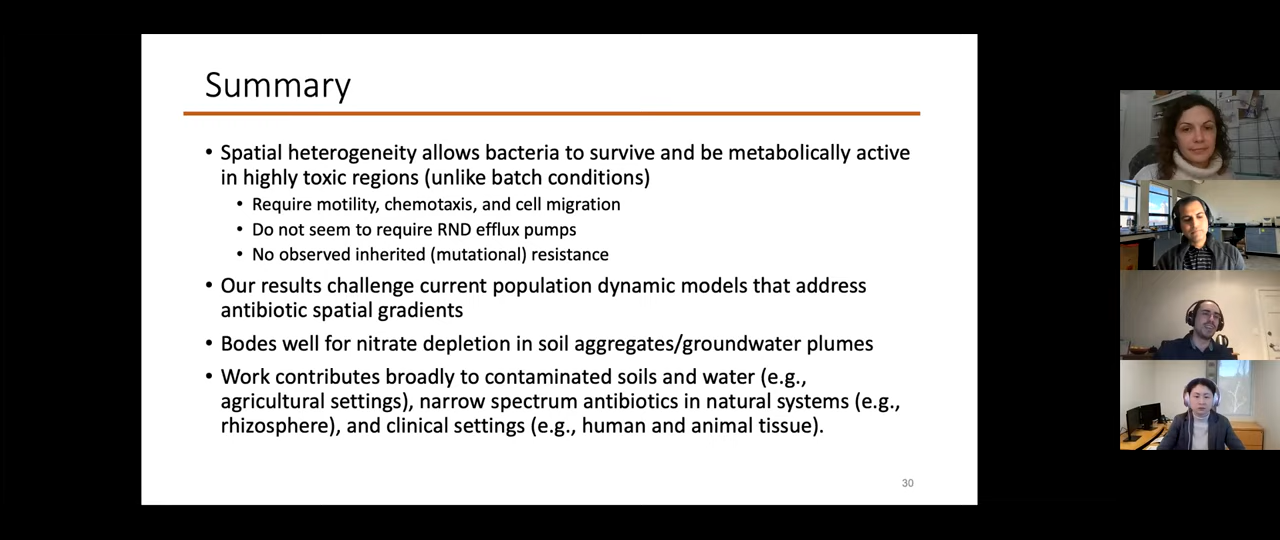 Summary
• Spatial heterogeneity allows bacteria to survive and be metabolically active
in highly toxic regions (unlike batch conditions)
• Require motility, chemotaxis, and cell migration
• Do not seem to require RND efflux pumps
• No observed inherited (mutational) resistance
• Our results challenge current population dynamic models that address
antibiotic spatial gradients
• Bodes well for nitrate depletion in soil aggregates/groundwater plumes
• Work contributes broadly to contaminated soils and water (e.g.,
agricultural settings), narrow spectrum antibiotics in natural systems (e.g.,
rhizosphere), and clinical settings (e.g., human and animal tissue).
30